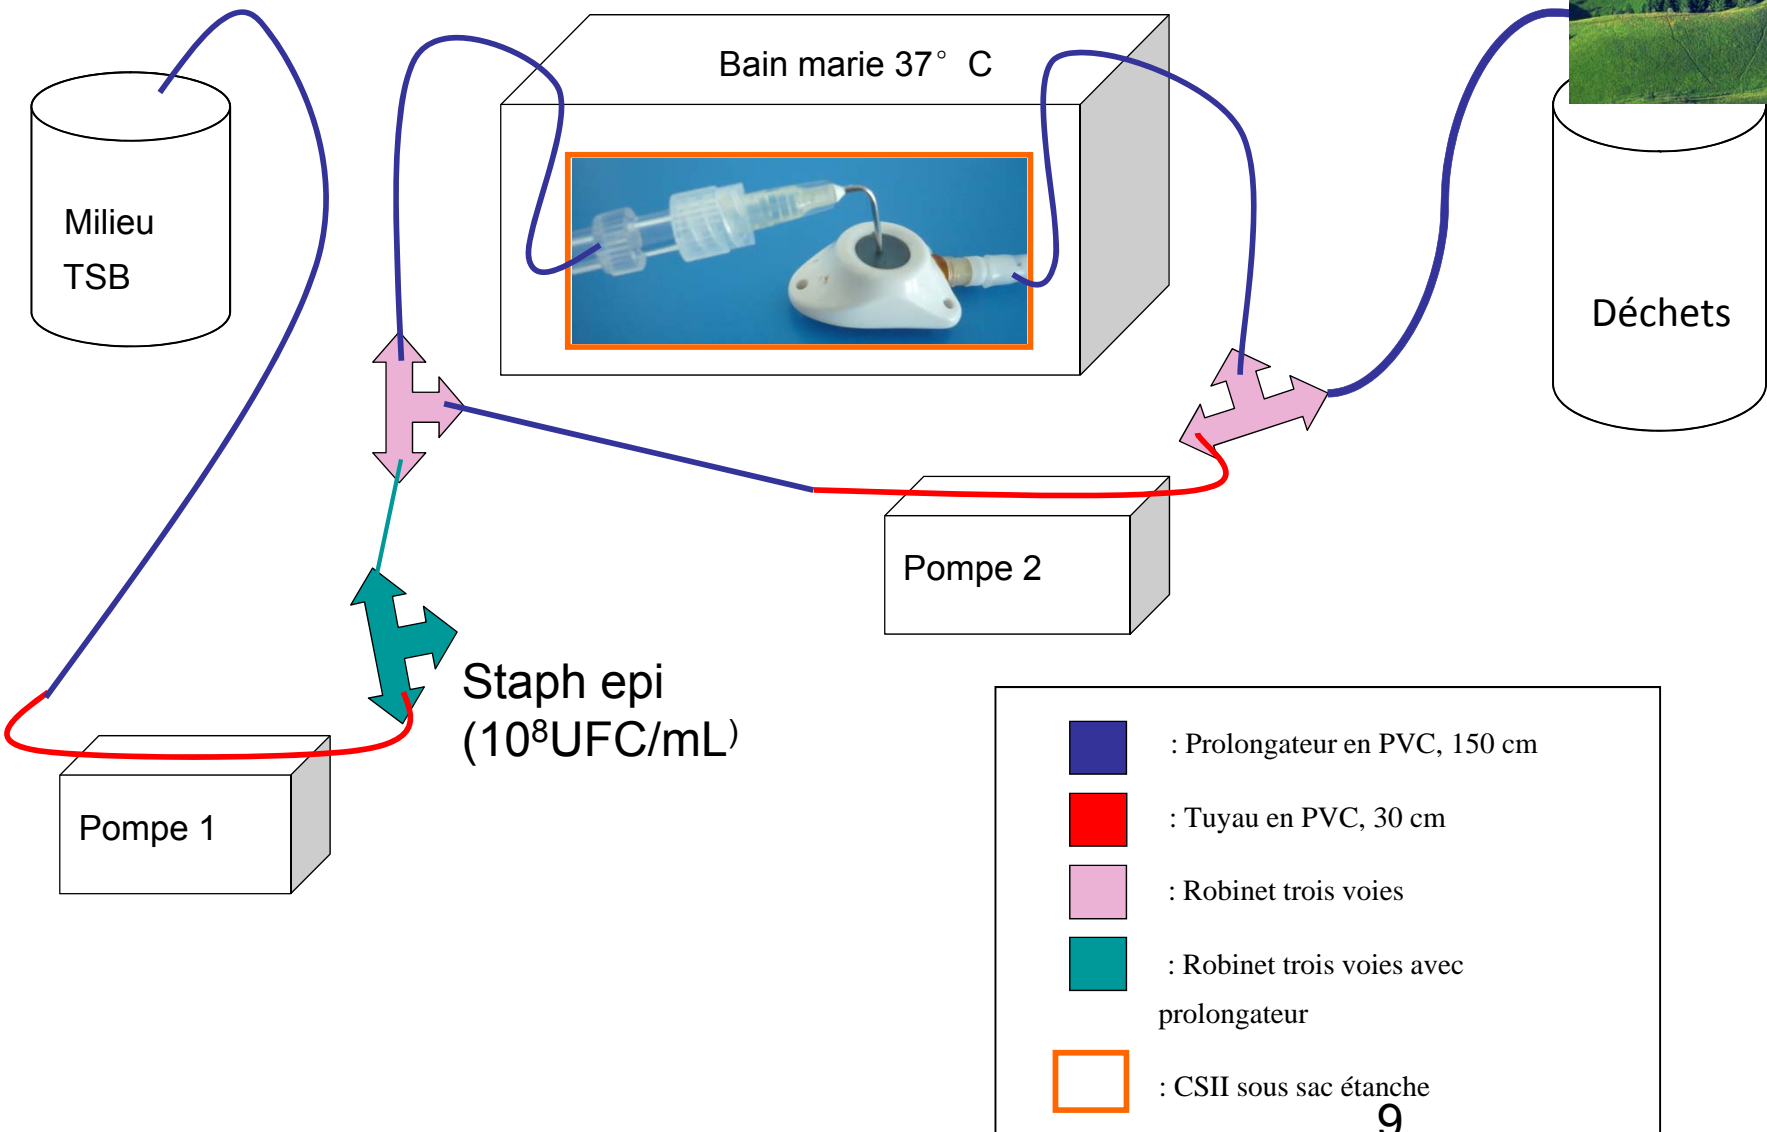 Bain marie 37° C
Milieu
TSB
Déchets
Pompe 2
Staph epi
(10⁸UFC/mL)
Pompe 1
: Prolongateur en PVC, 150 cm
: Tuyau en PVC, 30 cm
: Robinet trois voies
: Robinet trois voies avec
prolongateur
: CSII sous sac étanche
9